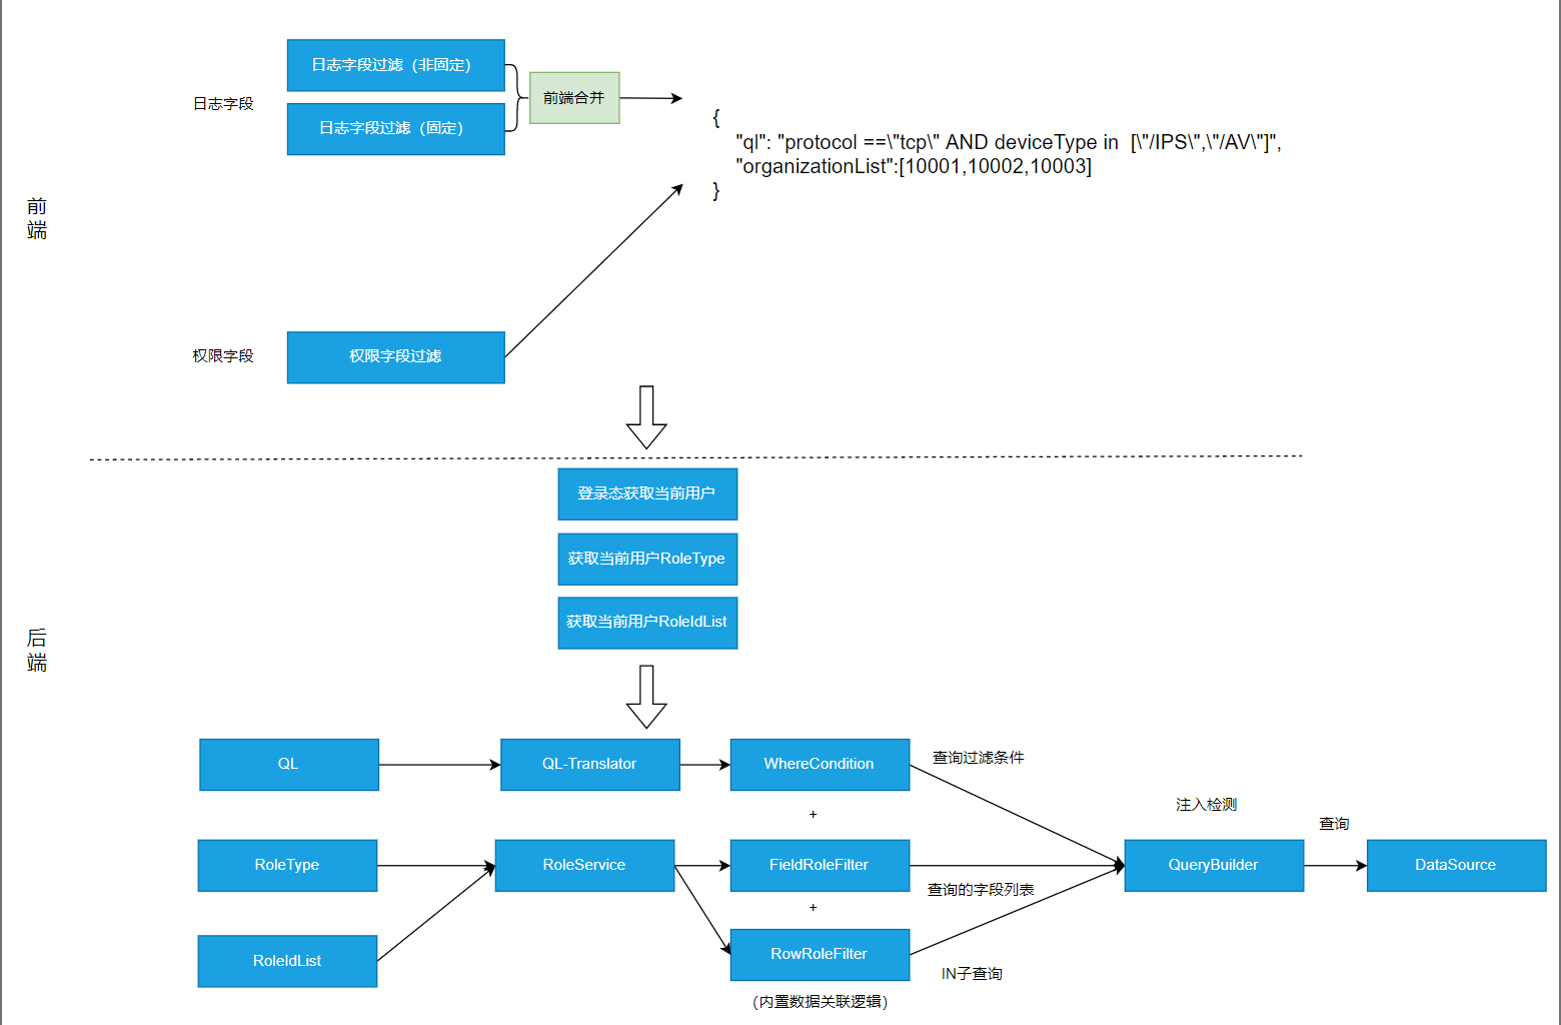 日志字段过滤（非固定）
日志字段
前端合并
日志字段过滤（固定）
{
"ql": "protocol ==\"tcp\" AND deviceType in  [\"/IPS\",\"/AV\"]",
"organizationList":[10001,10002,10003]
}
前
端
权限字段
权限字段过滤
登录态获取当前用户
获取当前用户RoleType
获取当前用户RoleIdList
后
端
QL
QL-Translator
WhereCondition
查询过滤条件
+
注入检测
查询
RoleType
RoleService
FieldRoleFilter
QueryBuilder
DataSource
查询的字段列表
+
RoleIdList
RowRoleFilter
IN子查询
（内置数据关联逻辑）